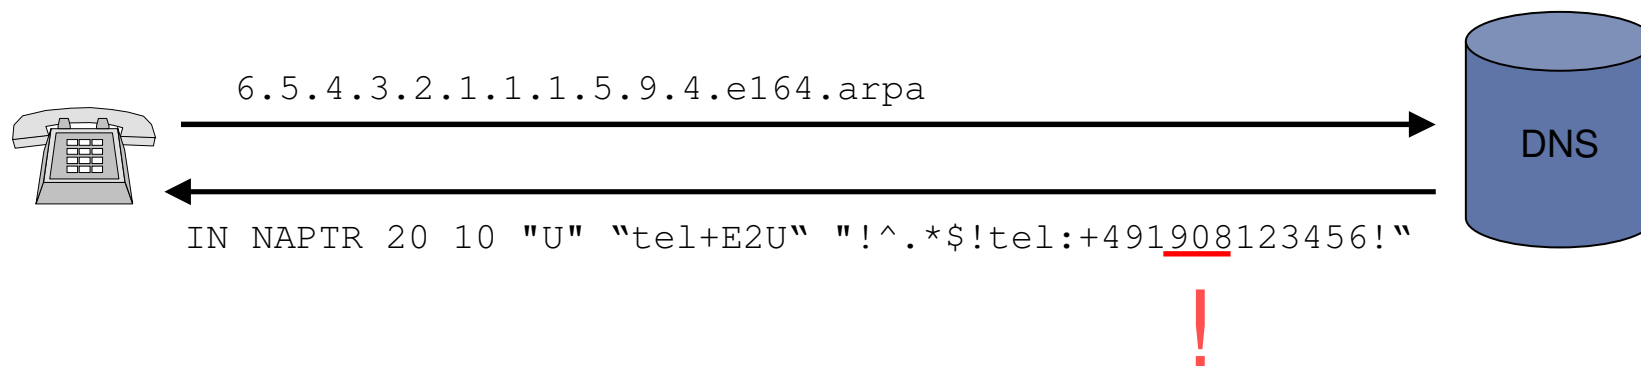 6.5.4.3.2.1.1.1.5.9.4.e164.arpa
DNS
IN NAPTR 20 10 "U" “tel+E2U“ "!^.*$!tel:+491908123456!“
!